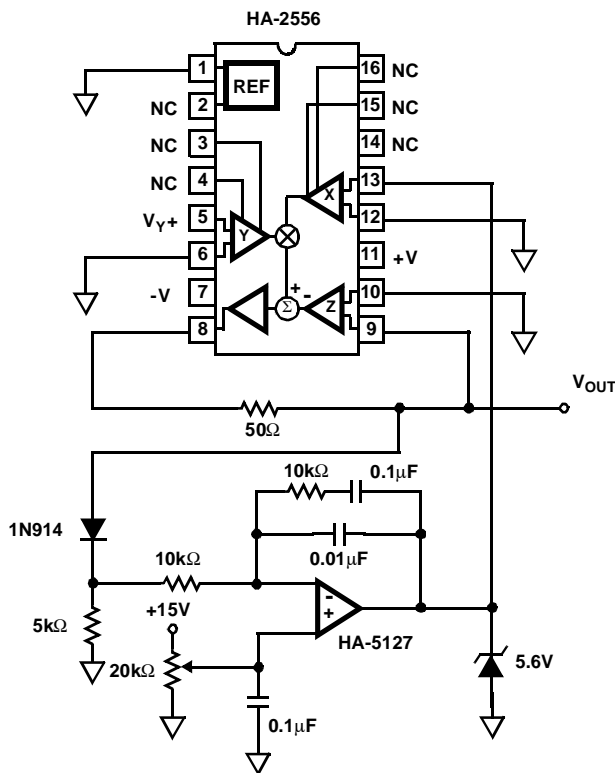 HA-2556
1
REF
16
NC
NC
2
15
NC
NC
3
14
NC
NC
4
13
X
VY+
5
Y
12
6
11
+V
-V
7
+
-
10
Σ
Z
8
9
VOUT
50Ω
10kΩ
0.1μF
1N914
10kΩ
0.01μF
-
+
+15V
HA-5127
5kΩ
20kΩ
5.6V
0.1μF